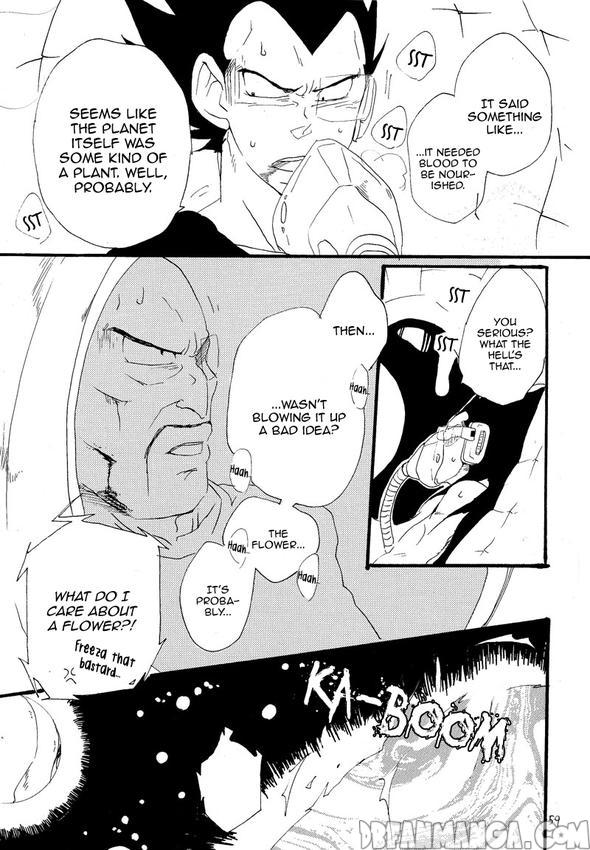 IT SAID
SOMETHING
LIKE...
...IT NEEDED
BLOOD TO
BE NOUR-
ISHED.
SST
SST
SST
SEEMS LIKE
THE PLANET
ITSELF WAS
SOME KIND OF
A PLANT. WELL,
PROBABLY.
SST
YOU
SERIOUS?
WHAT THE
HELL'S
THAT...
SST
SST
THEN...
Haah..
...WASN'T
BLOWING IT UP
A BAD IDEA?
Haah..
THE
FLOWER...
Haah..
Haah..
IT'S
PROBA-
BLY...
WHAT DO I
CARE ABOUT
A FLOWER?!
Freeza that
bastard..
KA-BOOM
59
DBFANMANGA.COM